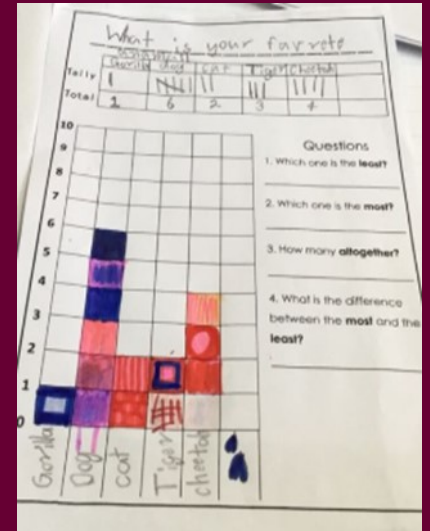 What is your favrote
animal
Gorilla Dog Cat Tiger Cheetah
Tally
Total 1 6 2 3 4
10
9
8
7
6
5
4
3
2
1
0
Gorilla Dog cat Tiger cheetah
Questions
1. Which one is the least?
2. Which one is the most?
3. How many altogether?
4. What is the difference
between the most and the
least?